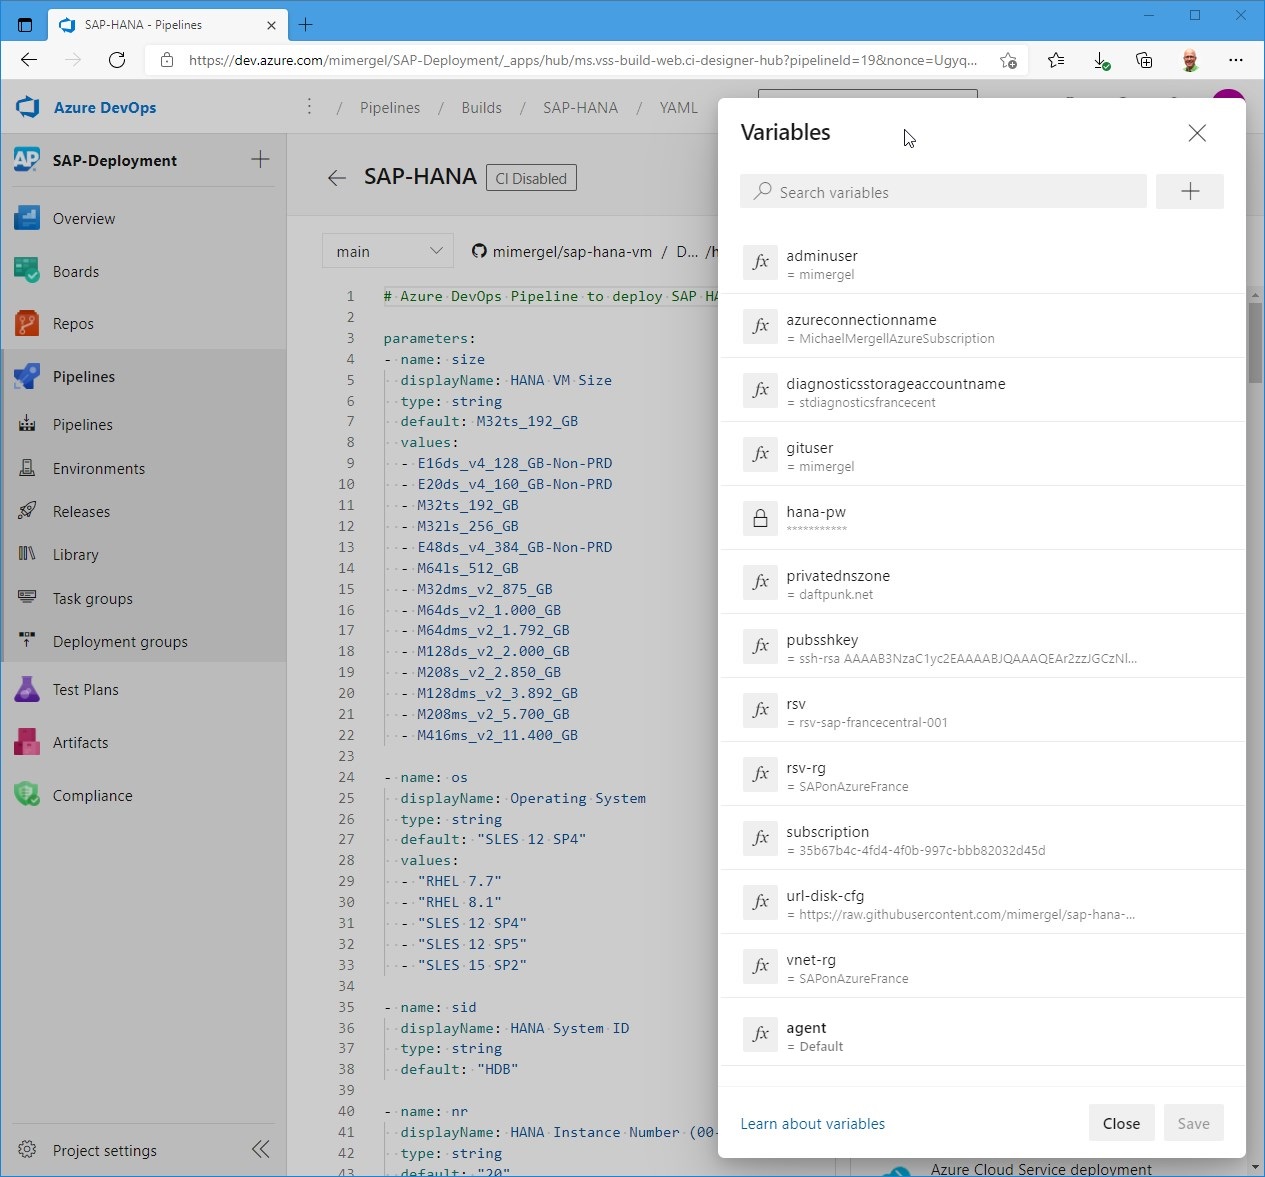 SAP-HANA - Pipelines
https://dev.azure.com/mimergel/SAP-Deployment/_apps/hub/ms.vss-build-web.ci-designer-hub?pipelineId=19&nonce=Ugyq...
Azure DevOps
/ Pipelines / Builds / SAP-HANA / YAML
AP SAP-Deployment
Overview
Boards
Repos
Pipelines
Pipelines
Environments
Releases
Library
Task groups
Deployment groups
Test Plans
Artifacts
Compliance
Project settings
SAP-HANA CI Disabled
main
mimergel/sap-hana-vm / D... /h
1 # Azure DevOps Pipeline to deploy SAP HA
2
3 parameters:
4 - name: size
5 displayName: HANA VM Size
6 type: string
7 default: M32ts_192_GB
8 values:
9 - E16ds_v4_128_GB-Non-PRD
10 - E20ds_v4_160_GB-Non-PRD
11 - M32ts_192_GB
12 - M32ls_256_GB
13 - E48ds_v4_384_GB-Non-PRD
14 - M64ls_512_GB
15 - M32dms_v2_875_GB
16 - M64ds_v2_1.000_GB
17 - M64dms_v2_1.792_GB
18 - M128ds_v2_2.000_GB
19 - M208s_v2_2.850_GB
20 - M128dms_v2_3.892_GB
21 - M208ms_v2_5.700_GB
22 - M416ms_v2_11.400_GB
23
24 - name: os
25 displayName: Operating System
26 type: string
27 default: "SLES 12 SP4"
28 values:
29 - "RHEL 7.7"
30 - "RHEL 8.1"
31 - "SLES 12 SP4"
32 - "SLES 12 SP5"
33 - "SLES 15 SP2"
34
35 - name: sid
36 displayName: HANA System ID
37 type: string
38 default: "HDB"
39
40 - name: nr
41 displayName: HANA Instance Number (00-
42 type: string
43 default: "20"
Variables
Search variables
fx adminuser
= mimergel
fx azureconnectionname
= MichaelMergellAzureSubscription
fx diagnosticsstorageaccountname
= stdiagnosticsfrancecent
fx gituser
= mimergel
hana-pw
***********
fx privatednszone
= daftpunk.net
fx pubsshkey
= ssh-rsa AAAAB3NzaC1yc2EAAAABJQAAAQEAr2zzJGCzNl...
fx rsv
= rsv-sap-francecentral-001
fx rsv-rg
= SAPonAzureFrance
fx subscription
= 35b67b4c-4fd4-4f0b-997c-bbb82032d45d
fx url-disk-cfg
= https://raw.githubusercontent.com/mimergel/sap-hana-...
fx vnet-rg
= SAPonAzureFrance
fx agent
= Default
Learn about variables
Close
Save
Azure Cloud Service deployment